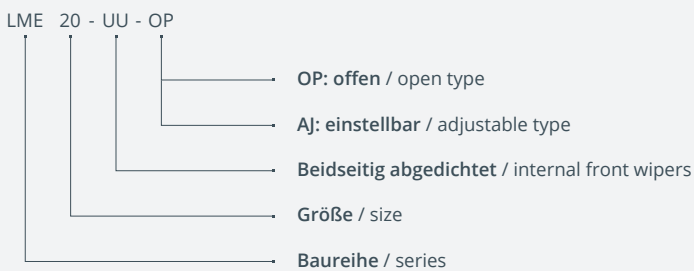 LME 20 - UU - OP
OP: offen / open type
AJ: einstellbar / adjustable type
Beidseitig abgedichtet / internal front wipers
Größe / size
Baureihe / series